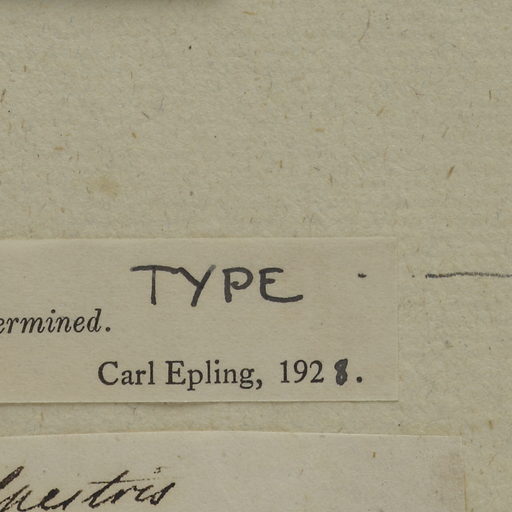 TYPE
ermined.
Carl Epling, 1928.